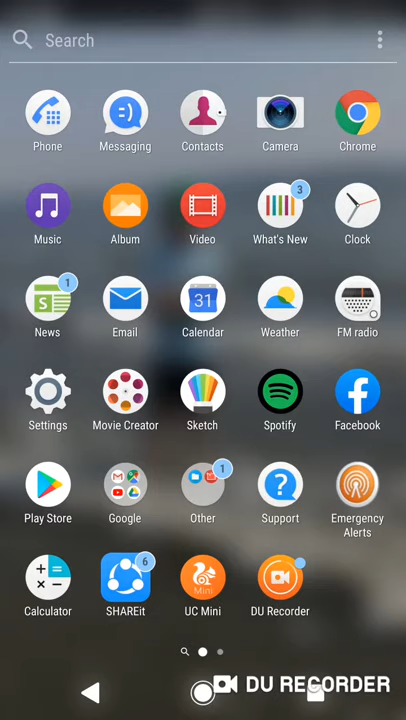 Search
Phone Messaging Contacts Camera Chrome
3
Music Album Video What's New Clock
1 S 31
News Email Calendar Weather FM radio
Settings Movie Creator Sketch Spotify Facebook
1
Play Store Google Other Support Emergency
Alerts
6
Mini
Calculator SHAREit UC Mini DU Recorder
DU RECORDER